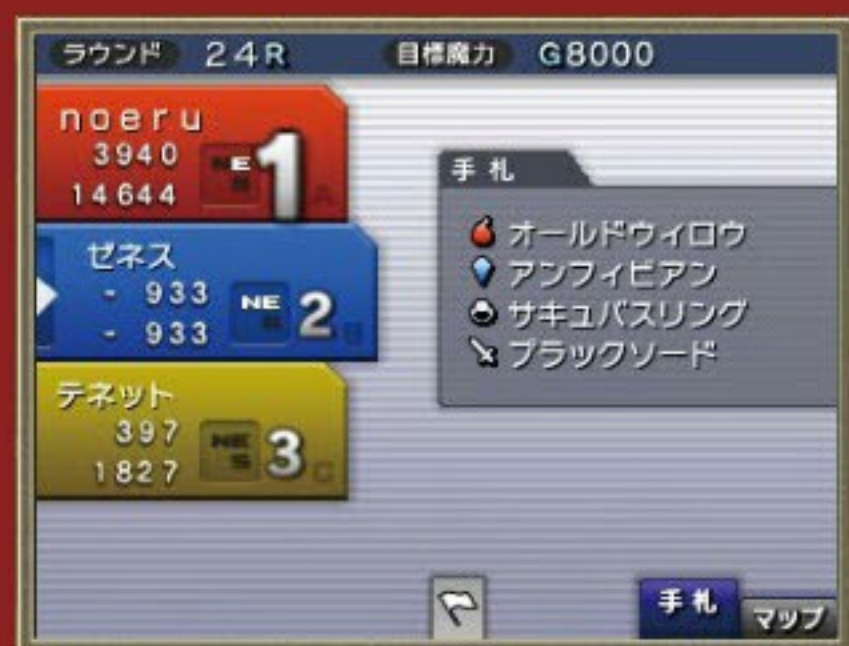 ラウンド 24R 目標魔力 G8000
noeru
3940
14644
NE
S
1
A
ゼネス
- 933
- 933
NE
S
2
B
テネット
397
1827
NE
S
3
C
手札
オールドウィロウ
アンフィビアン
サキュバスリング
ブラックソード
手札
マップ